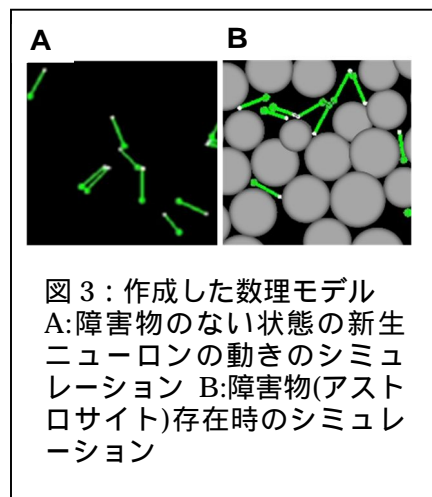 A B
図 3：作成した数理モデル
A:障害物のない状態の新生
ニューロンの動きのシミュ
レーション B:障害物(アスト
ロサイト)存在時のシミュレ
ーション